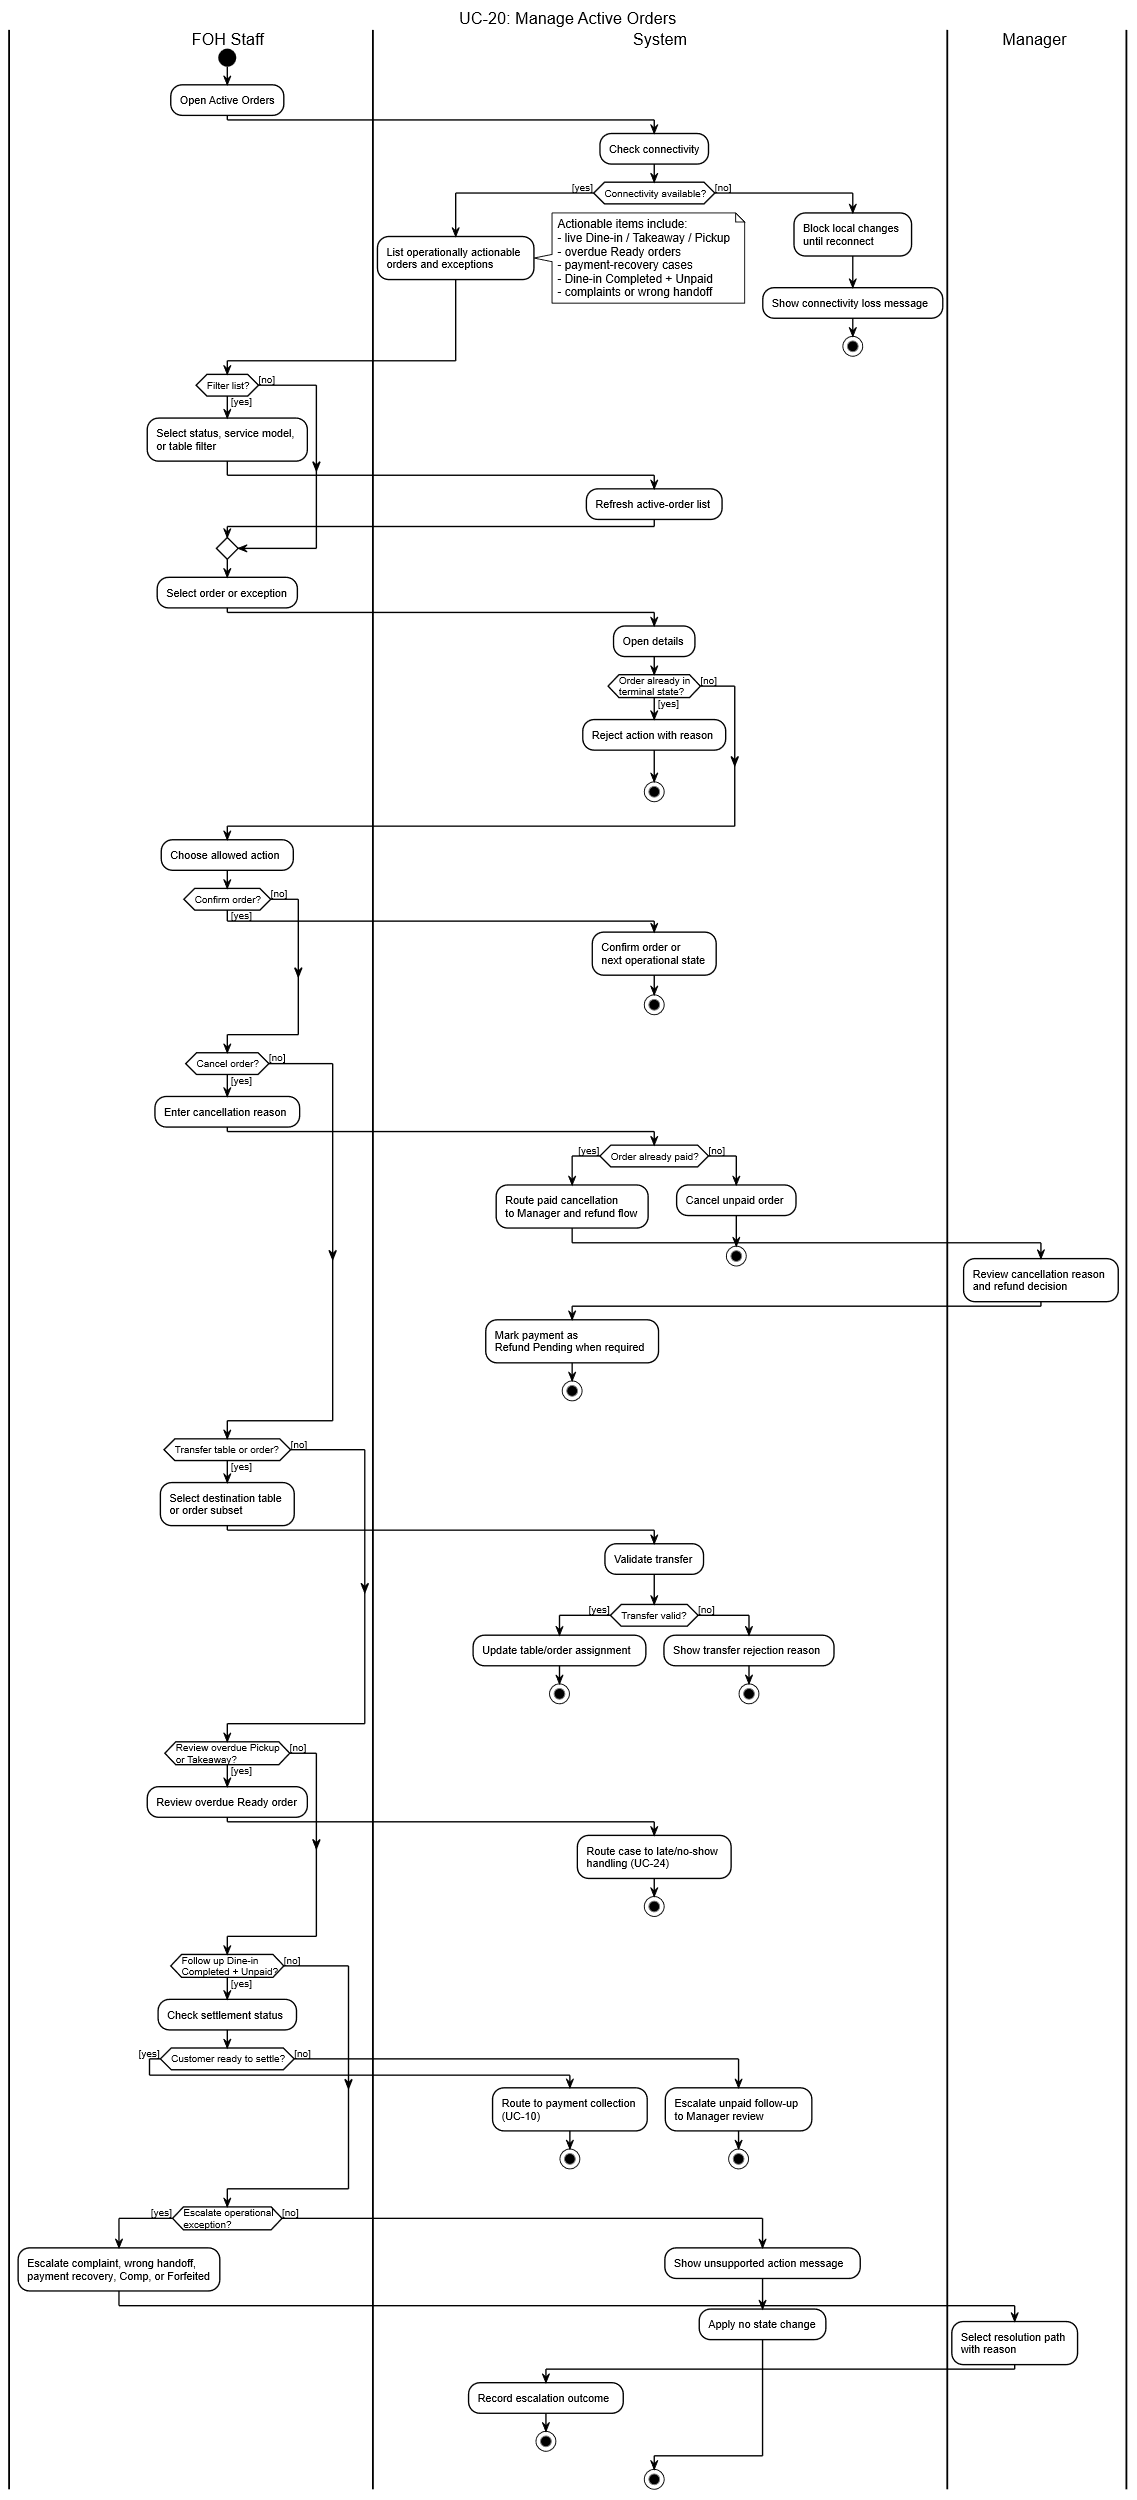 UC-20: Manage Active Orders
FOH Staff
System
Manager
Open Active Orders
Check connectivity
Connectivity available?
[yes]
[no]
List operationally actionable
orders and exceptions
Actionable items include:
- live Dine-in / Takeaway / Pickup
- overdue Ready orders
- payment-recovery cases
- Dine-in Completed + Unpaid
- complaints or wrong handoff
Block local changes
until reconnect
Show connectivity loss message
Filter list?
[no]
[yes]
Select status, service model,
or table filter
Refresh active-order list
Select order or exception
Open details
Order already in
terminal state?
[no]
[yes]
Reject action with reason
Choose allowed action
Confirm order?
[no]
[yes]
Confirm order or
next operational state
Cancel order?
[no]
[yes]
Enter cancellation reason
Order already paid?
[yes]
[no]
Route paid cancellation
to Manager and refund flow
Cancel unpaid order
Review cancellation reason
and refund decision
Mark payment as
Refund Pending when required
Transfer table or order?
[no]
[yes]
Select destination table
or order subset
Validate transfer
Transfer valid?
[yes]
[no]
Update table/order assignment
Show transfer rejection reason
Review overdue Pickup
or Takeaway?
[no]
[yes]
Review overdue Ready order
Route case to late/no-show
handling (UC-24)
Follow up Dine-in
Completed + Unpaid?
[no]
[yes]
Check settlement status
Customer ready to settle?
[yes]
[no]
Route to payment collection
(UC-10)
Escalate unpaid follow-up
to Manager review
Escalate operational
exception?
[yes]
[no]
Escalate complaint, wrong handoff,
payment recovery, Comp, or Forfeited
Show unsupported action message
Apply no state change
Select resolution path
with reason
Record escalation outcome